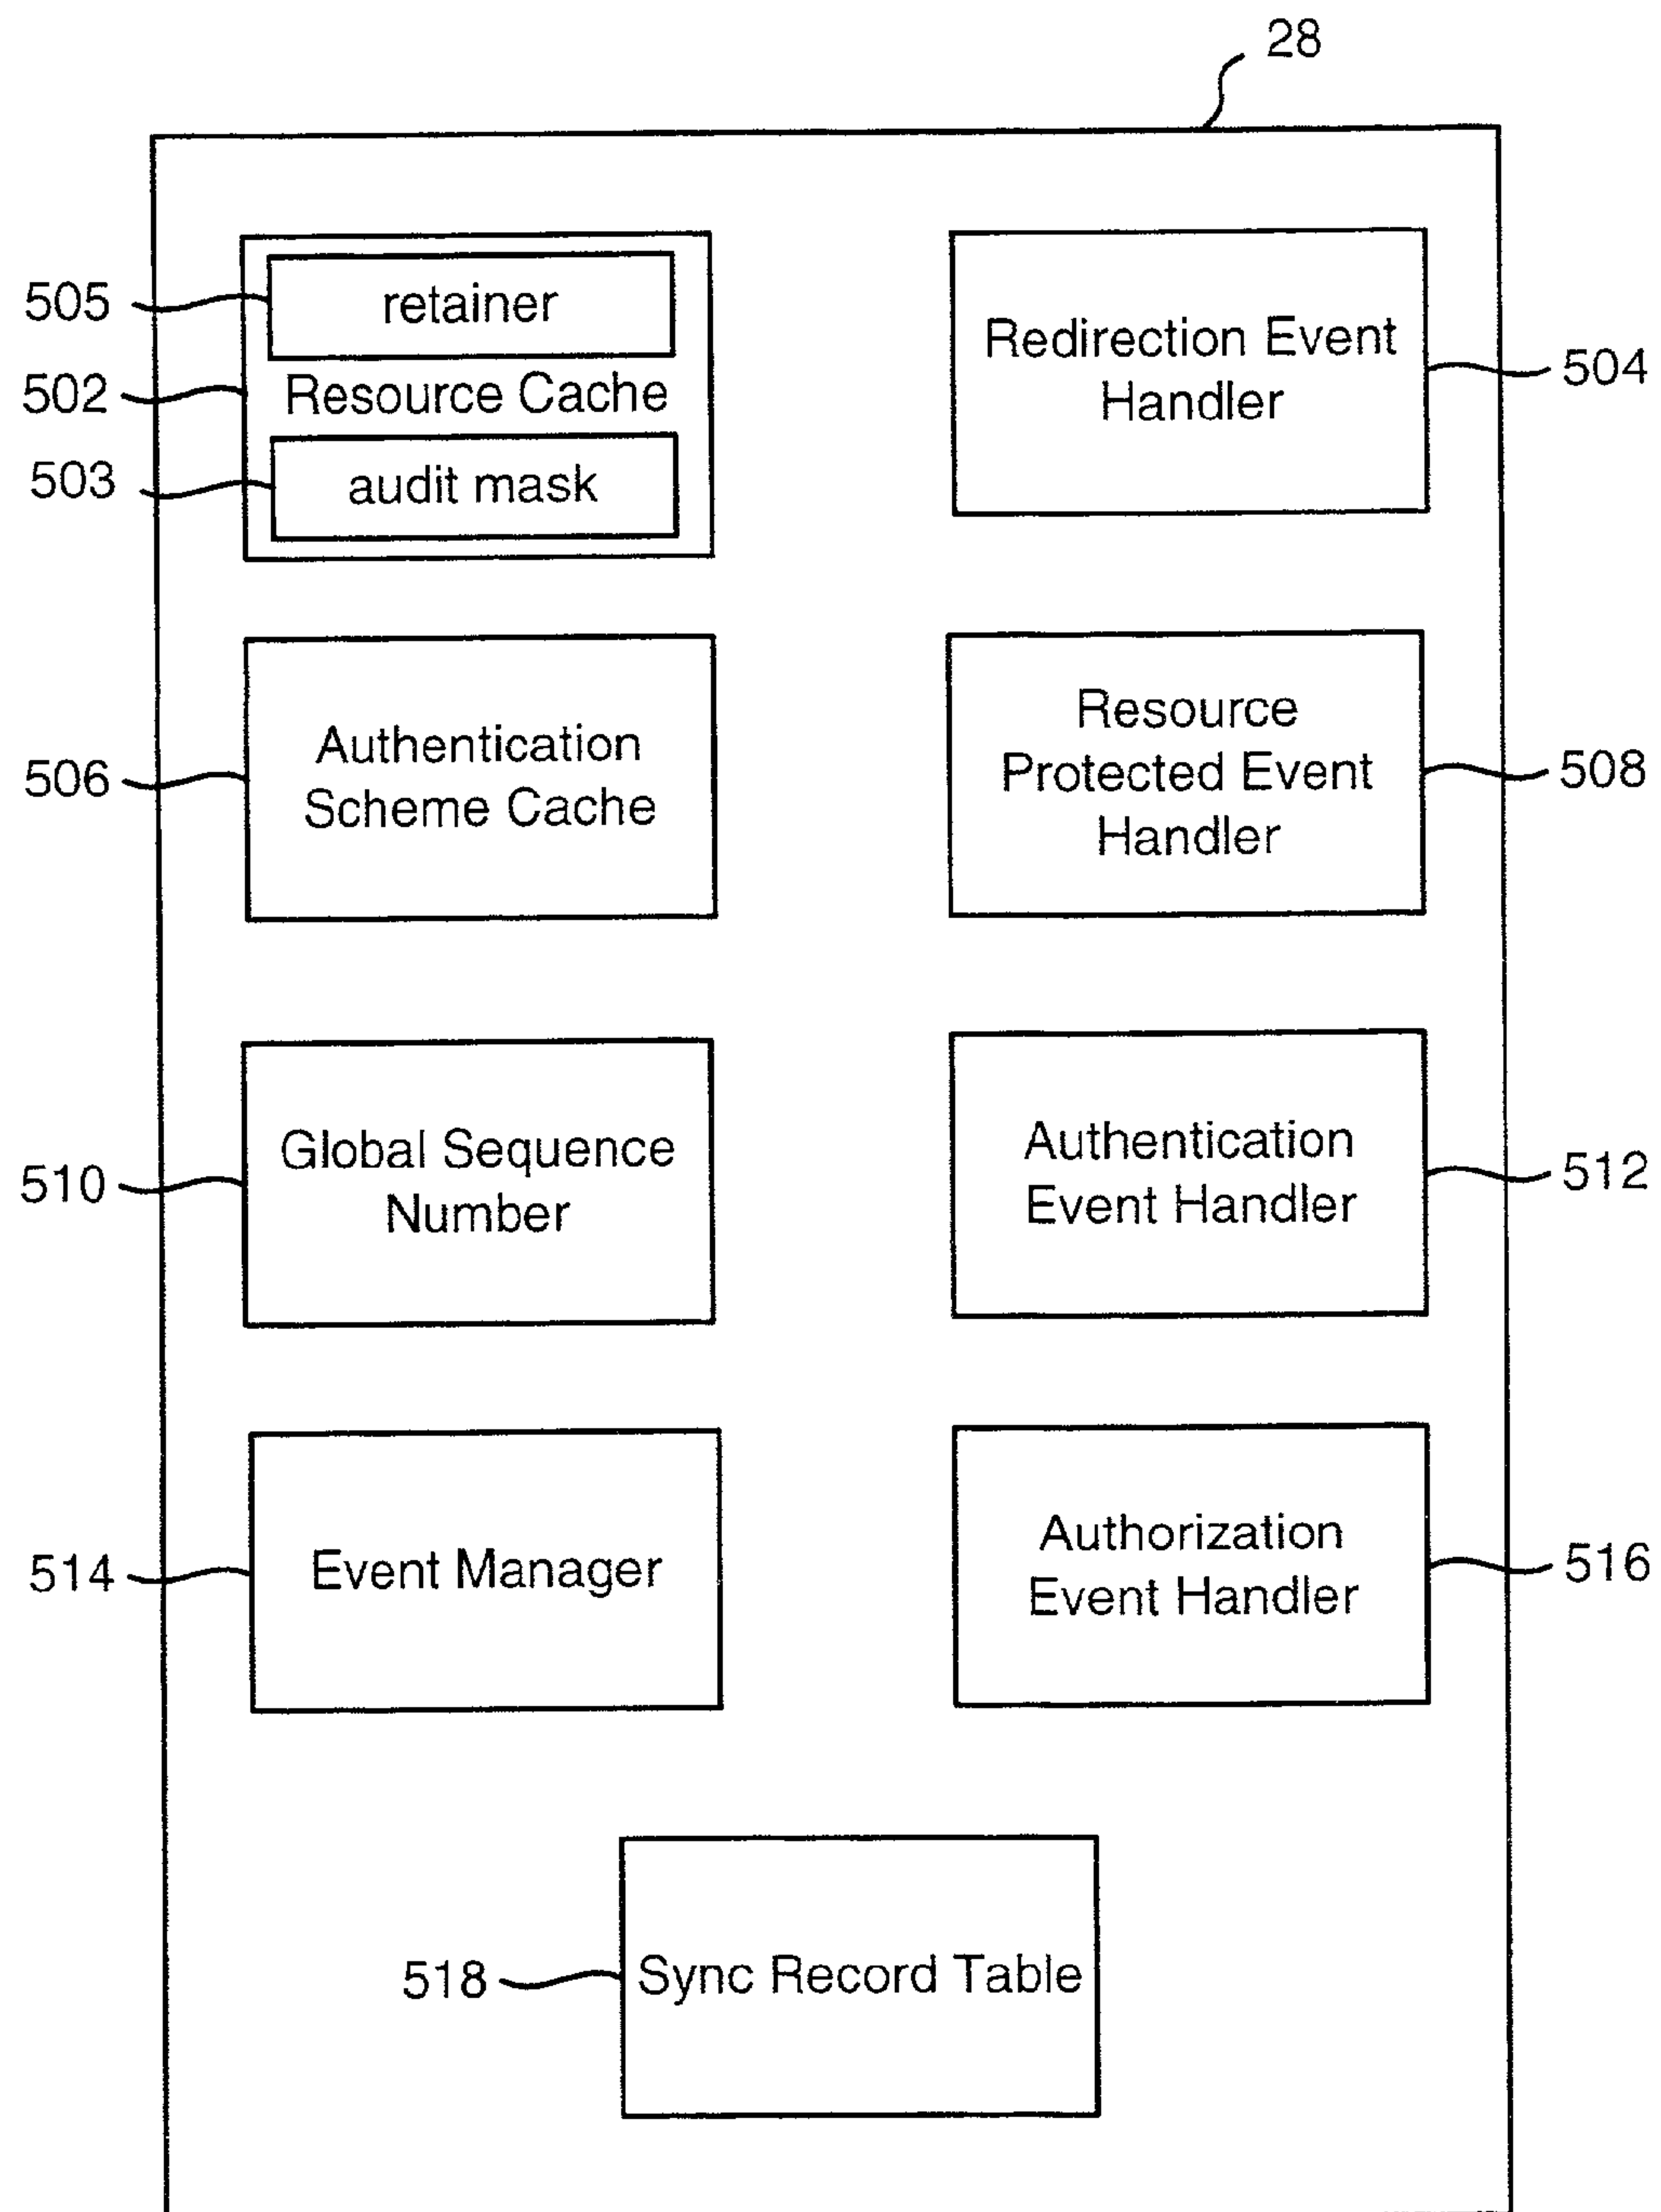 28
505
retainer
502
Resource Cache
503
audit mask
Redirection Event
Handler
504
506
Authentication
Scheme Cache
Resource
Protected Event
Handler
508
510
Global Sequence
Number
Authentication
Event Handler
512
514
Event Manager
Authorization
Event Handler
516
518
Sync Record Table